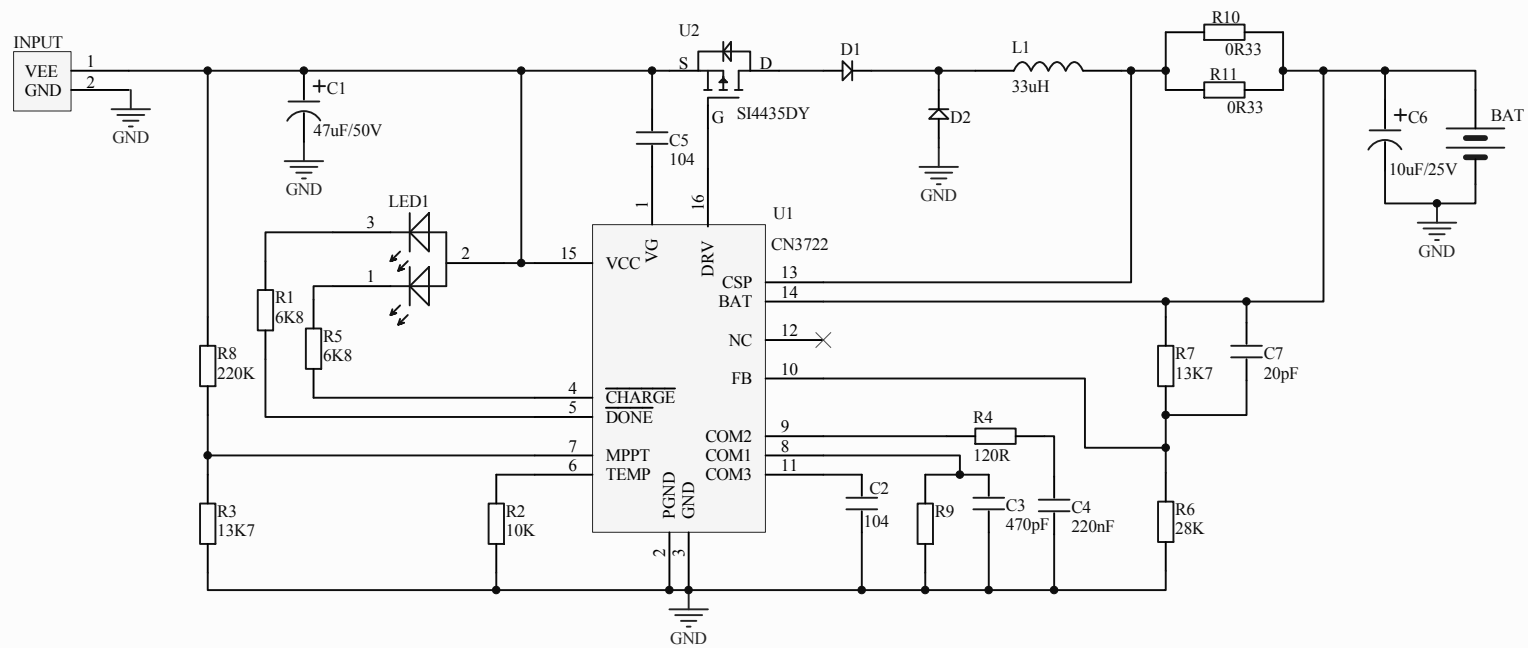 INPUT
VEE 1
GND 2
GND
+C1
47uF/50V
GND
U2
S D
G
SI4435DY
C5
104
D1
D2
GND
L1
33uH
R10
0R33
R11
0R33
+C6
10uF/25V
BAT
GND
LED1
3
2
1
R1
6K8
R5
6K8
R8
220K
R3
13K7
R2
10K
U1
CN3722
1 VG
16 DRV
15 VCC
4 CHARGE
5 DONE
7 MPPT
6 TEMP
2 PGND
3 GND
GND
CSP 13
BAT 14
NC 12
FB 10
COM2 9
COM1 8
COM3 11
R4
120R
C2
104
R9
C3
470pF
C4
220nF
R7
13K7
C7
20pF
R6
28K